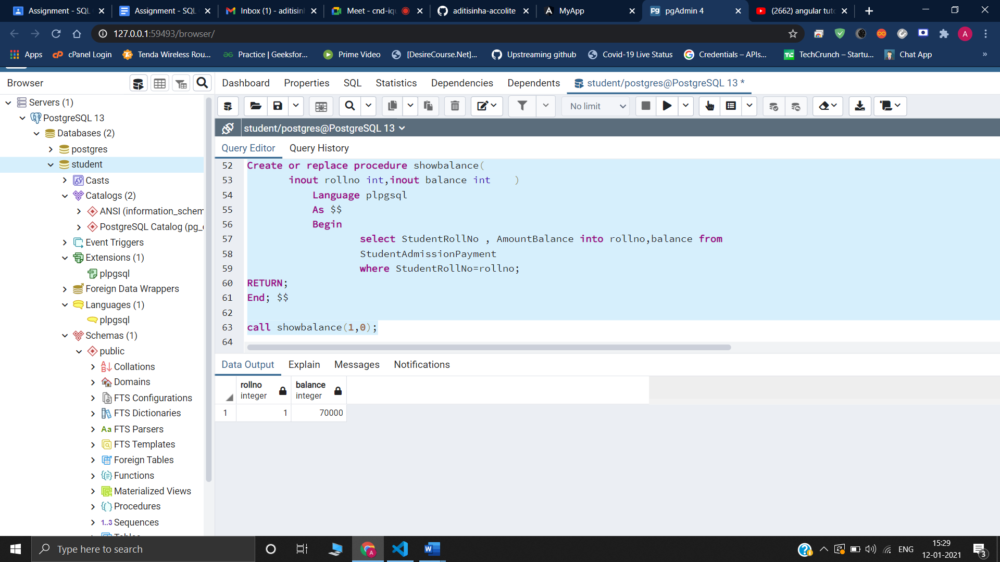 Assignment - SQL
Assignment - SQL
Inbox (1) - aditisinh
Meet - cnd-iqu
aditisinha-accolite
MyApp
pgAdmin 4
(2662) angular tuto
127.0.0.1:59493/browser/
A
Apps
cPanel Login
Tenda Wireless Rou...
Practice | Geeksfor...
Prime Video
[DesireCourse.Net]...
Upstreaming github
Covid-19 Live Status
Credentials – APIs...
TechCrunch – Startu...
Chat App
»
Browser
Dashboard
Properties
SQL
Statistics
Dependencies
Dependents
student/postgres@PostgreSQL 13 *
No limit
student/postgres@PostgreSQL 13
Query Editor
Query History
Servers (1)
PostgreSQL 13
Databases (2)
postgres
student
Casts
Catalogs (2)
ANSI (information_schem
PostgreSQL Catalog (pg_
Event Triggers
Extensions (1)
plpgsql
Foreign Data Wrappers
Languages (1)
plpgsql
Schemas (1)
public
Collations
Domains
FTS Configurations
FTS Dictionaries
Aa FTS Parsers
FTS Templates
Foreign Tables
Functions
Materialized Views
Procedures
1..3 Sequences
Tables
52 Create or replace procedure showbalance(
53 inout rollno int,inout balance int )
54 Language plpgsql
55 As $$
56 Begin
57 select StudentRollNo , AmountBalance into rollno,balance from
58 StudentAdmissionPayment
59 where StudentRollNo=rollno;
60 RETURN;
61 End; $$
62
63 call showbalance(1,0);
64
Data Output
Explain
Messages
Notifications
rollno
integer
balance
integer
1 1 70000
Type here to search
ENG
15:29
12-01-2021
3